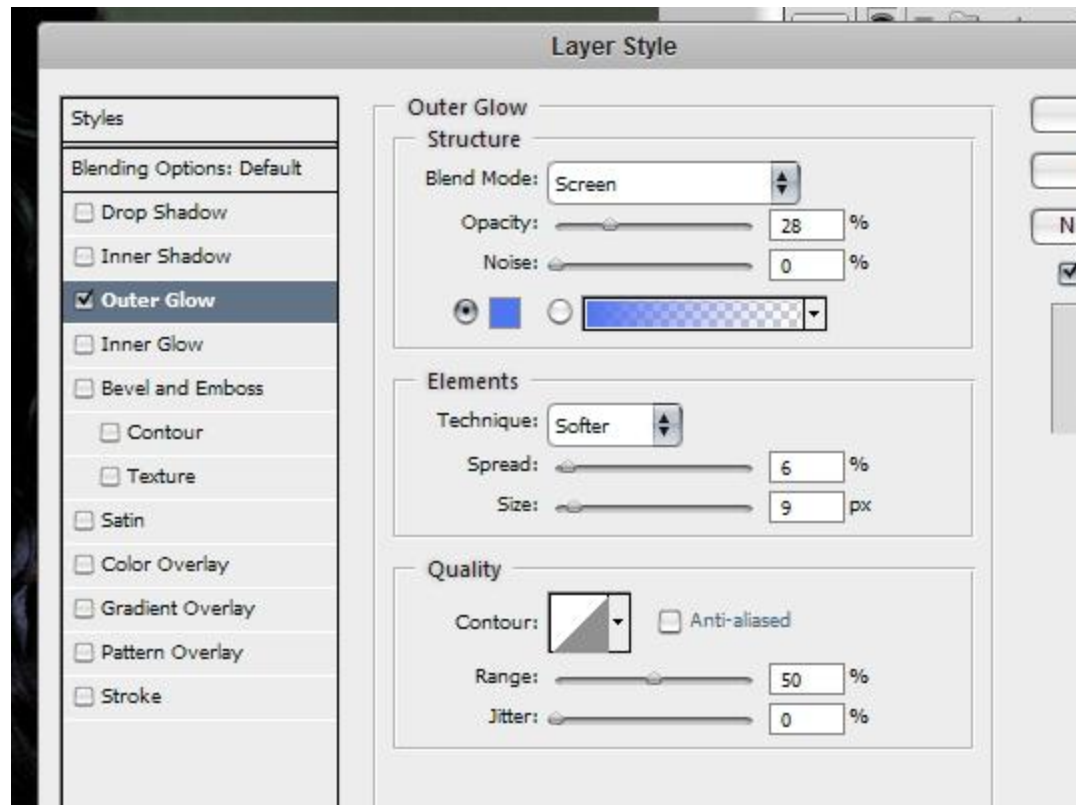 Layer Style
Styles
Blending Options: Default
Drop Shadow
Inner Shadow
Outer Glow
Inner Glow
Bevel and Emboss
Contour
Texture
Satin
Color Overlay
Gradient Overlay
Pattern Overlay
Stroke
Outer Glow
Structure
Blend Mode: Screen
Opacity: 28 %
Noise: 0 %
Elements
Technique: Softer
Spread: 6 %
Size: 9 px
Quality
Contour: Anti-aliased
Range: 50 %
Jitter: 0 %
N